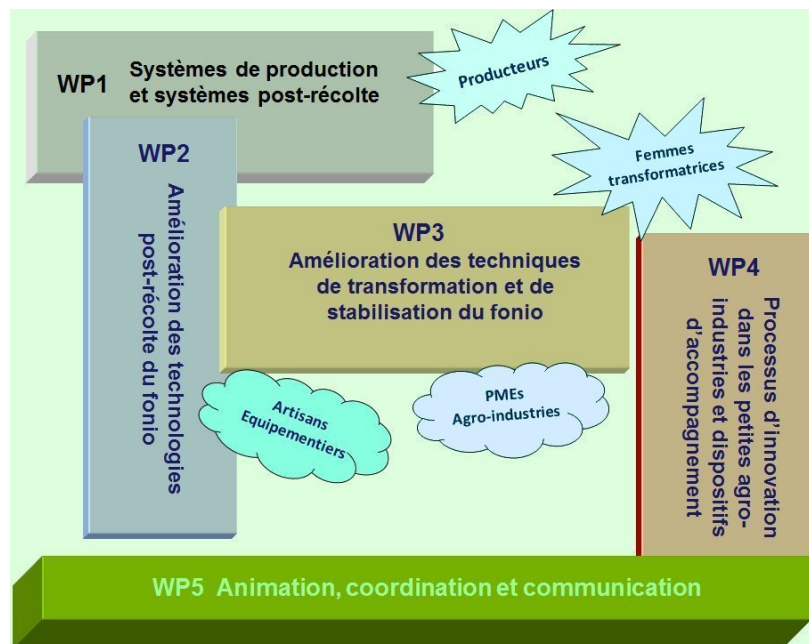 WP1 Systèmes de production
et systèmes post-récolte
Producteurs
WP2
Amélioration des technologies
post-récolte du fonio
Femmes
transformatrices
WP3
Amélioration des techniques
de transformation et de
stabilisation du fonio
WP4
Processus d’innovation
dans les petites agro-
industries et dispositifs
d’accompagnement
Artisans
Equipementiers
PMEs
Agro-industries
WP5 Animation, coordination et communication